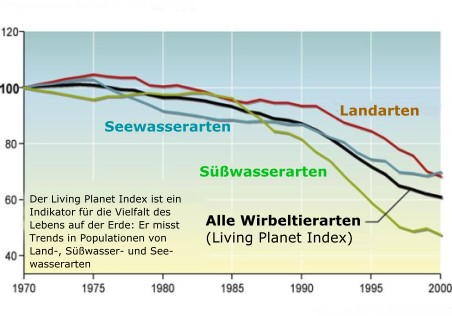 120
100
80
60
40
Landarten
Seewasserarten
Süßwasserarten
Alle Wirbeltierarten
(Living Planet Index)
Der Living Planet Index ist ein
Indikator für die Vielfalt des
Lebens auf der Erde: Er misst
Trends in Populationen von
Land-, Süßwasser- und See-
wasserarten
1970 1975 1980 1985 1990 1995 2000